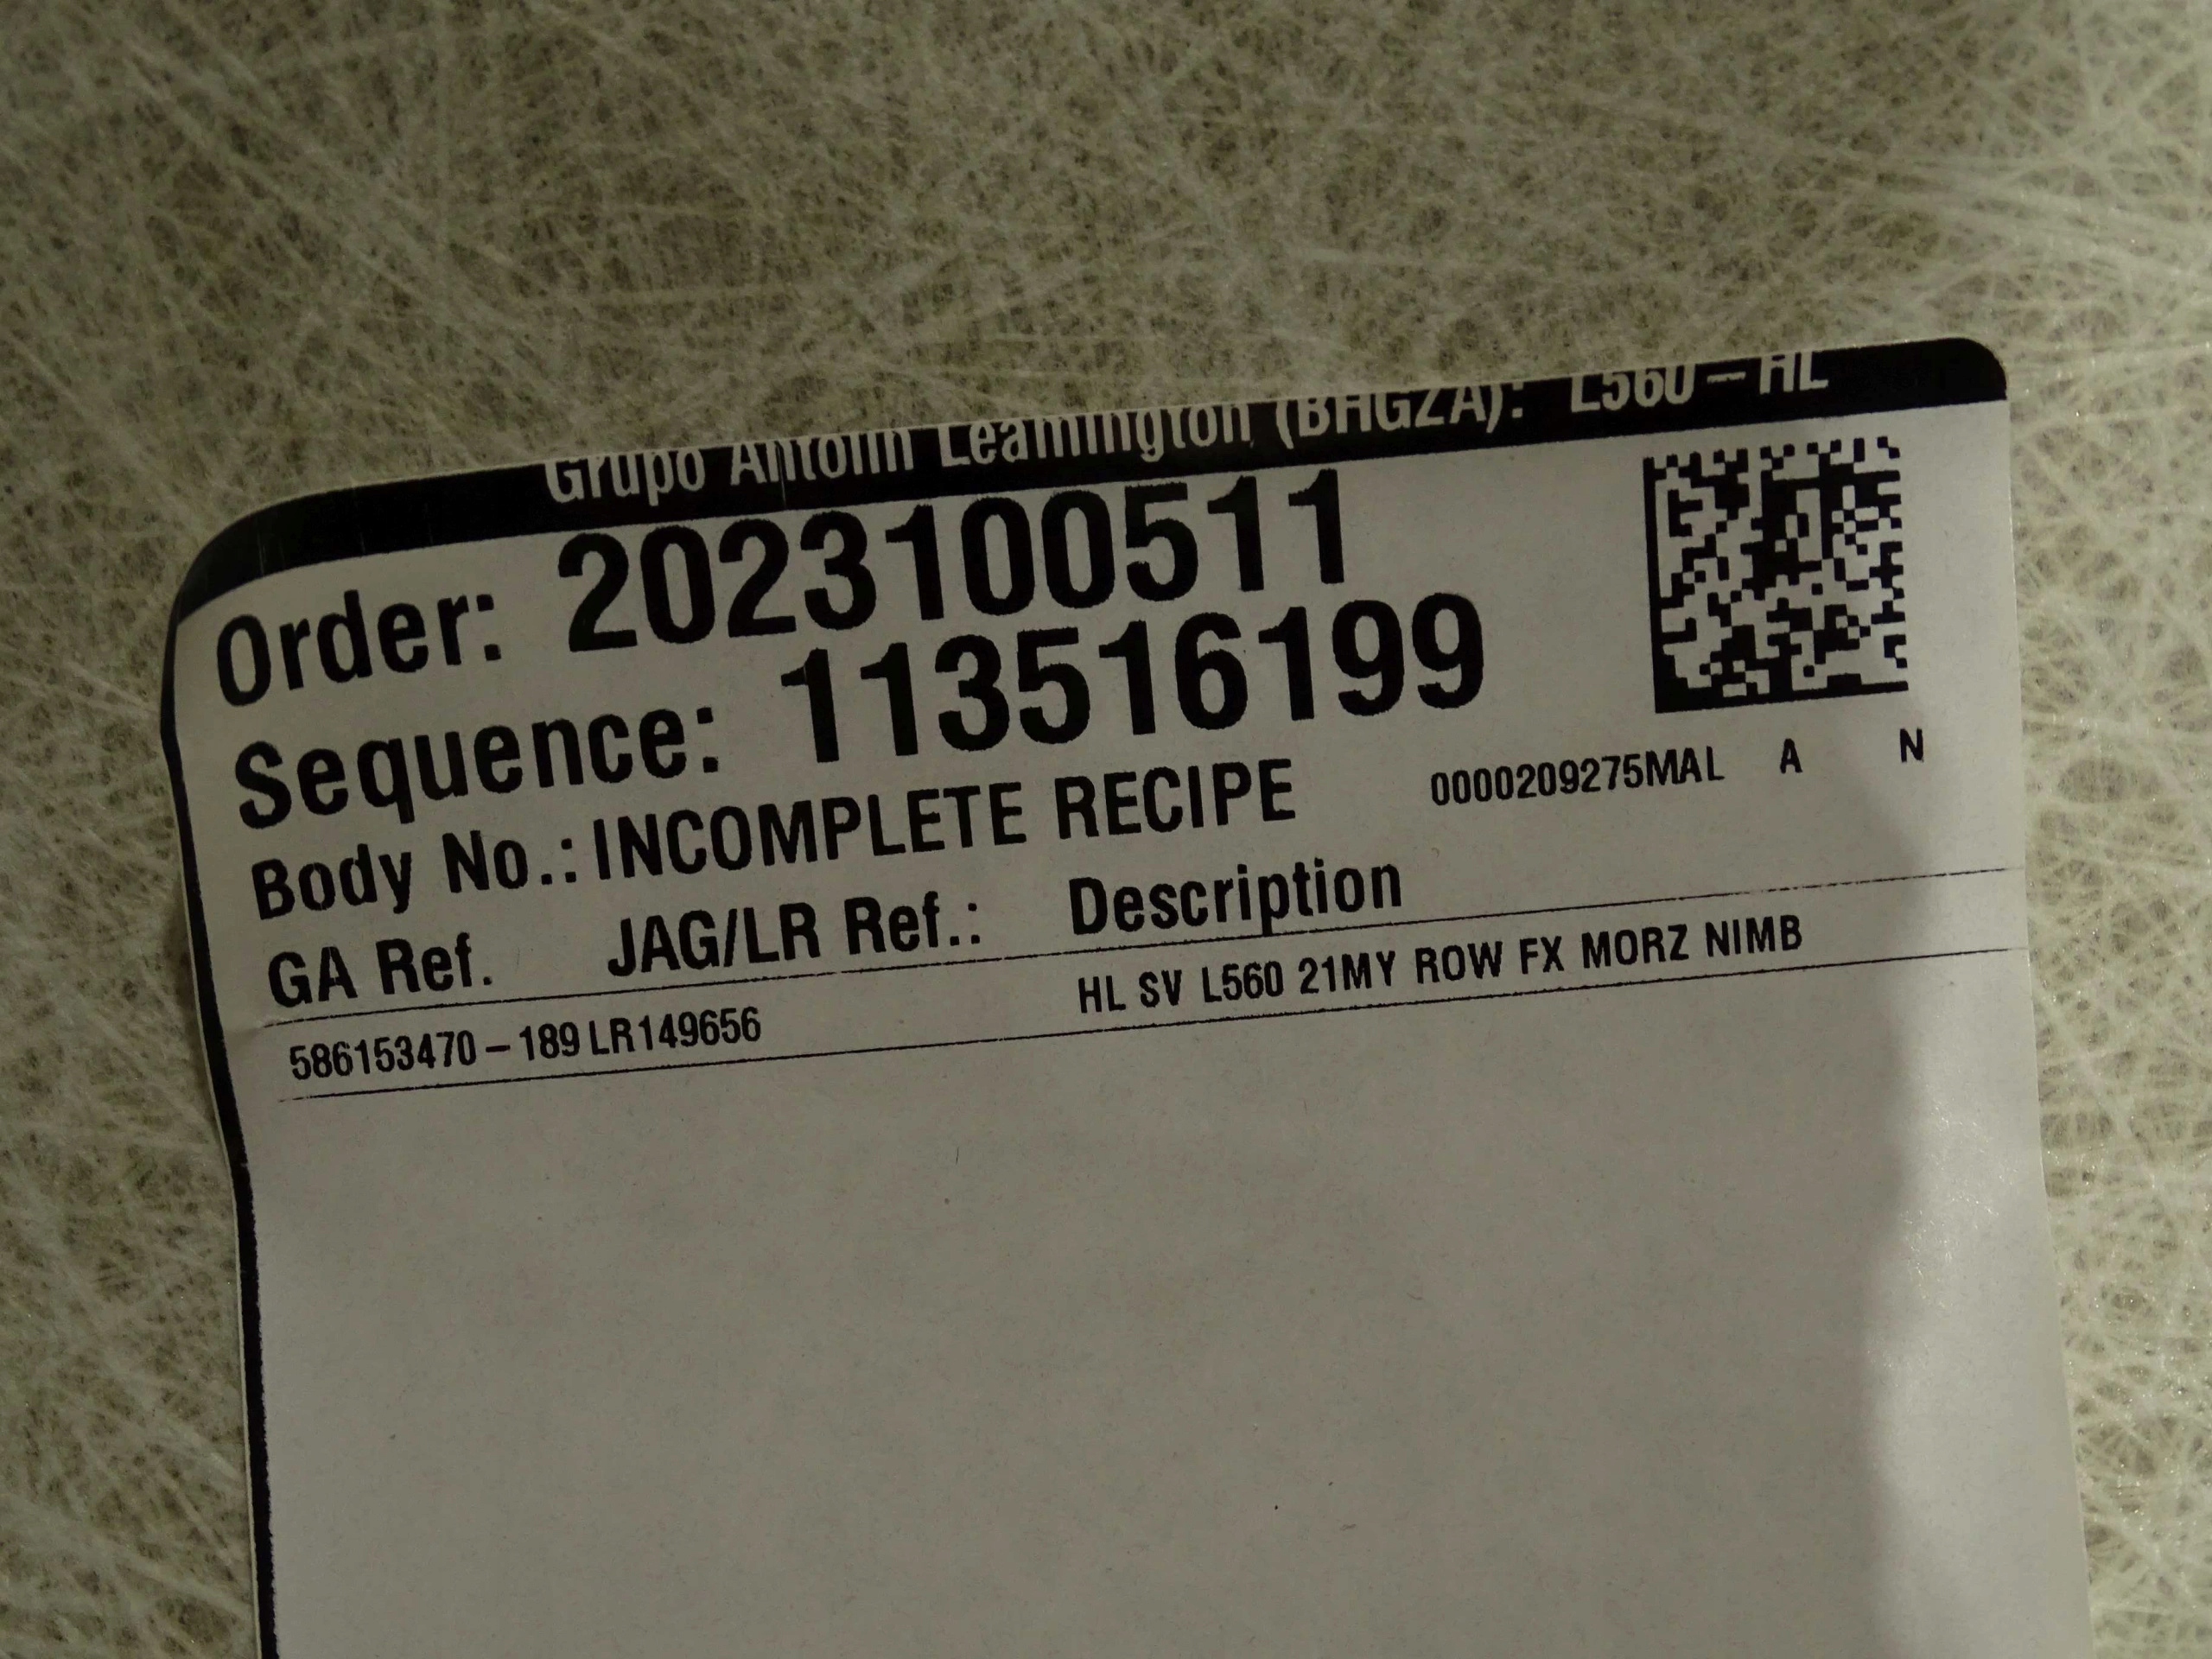 Grupo Antolin Leamington (BHGZA): L560-HL
Order: 2023100511
Sequence: 113516199
Body No.: INCOMPLETE RECIPE 0000209275MAL A N
GA Ref. JAG/LR Ref.: Description
586153470-189 LR149656 HL SV L560 21MY ROW FX MORZ NIMB